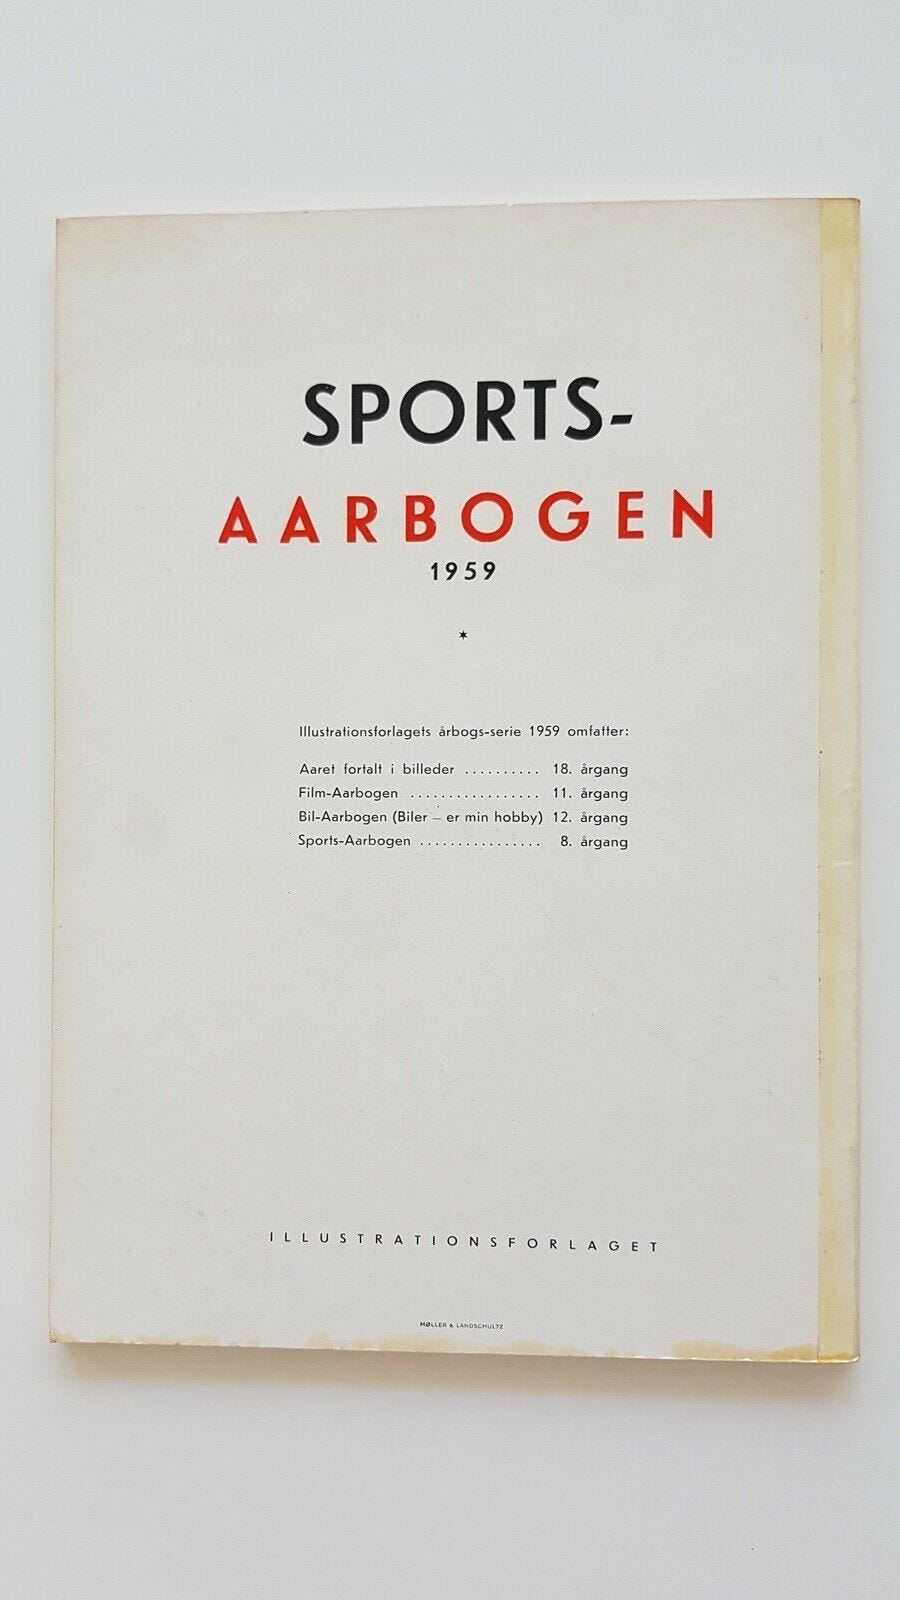 SPORTS-
AARBOGEN
1959
*
Illustrationsforlagets årbogs-serie 1959 omfatter:
Aaret fortalt i billeder .......... 18. årgang
Film-Aarbogen ................. 11. årgang
Bil-Aarbogen (Biler – er min hobby) 12. årgang
Sports-Aarbogen ................ 8. årgang
ILLUSTRATIONSFORLAGET
MØLLER & LANDSCHULTZ